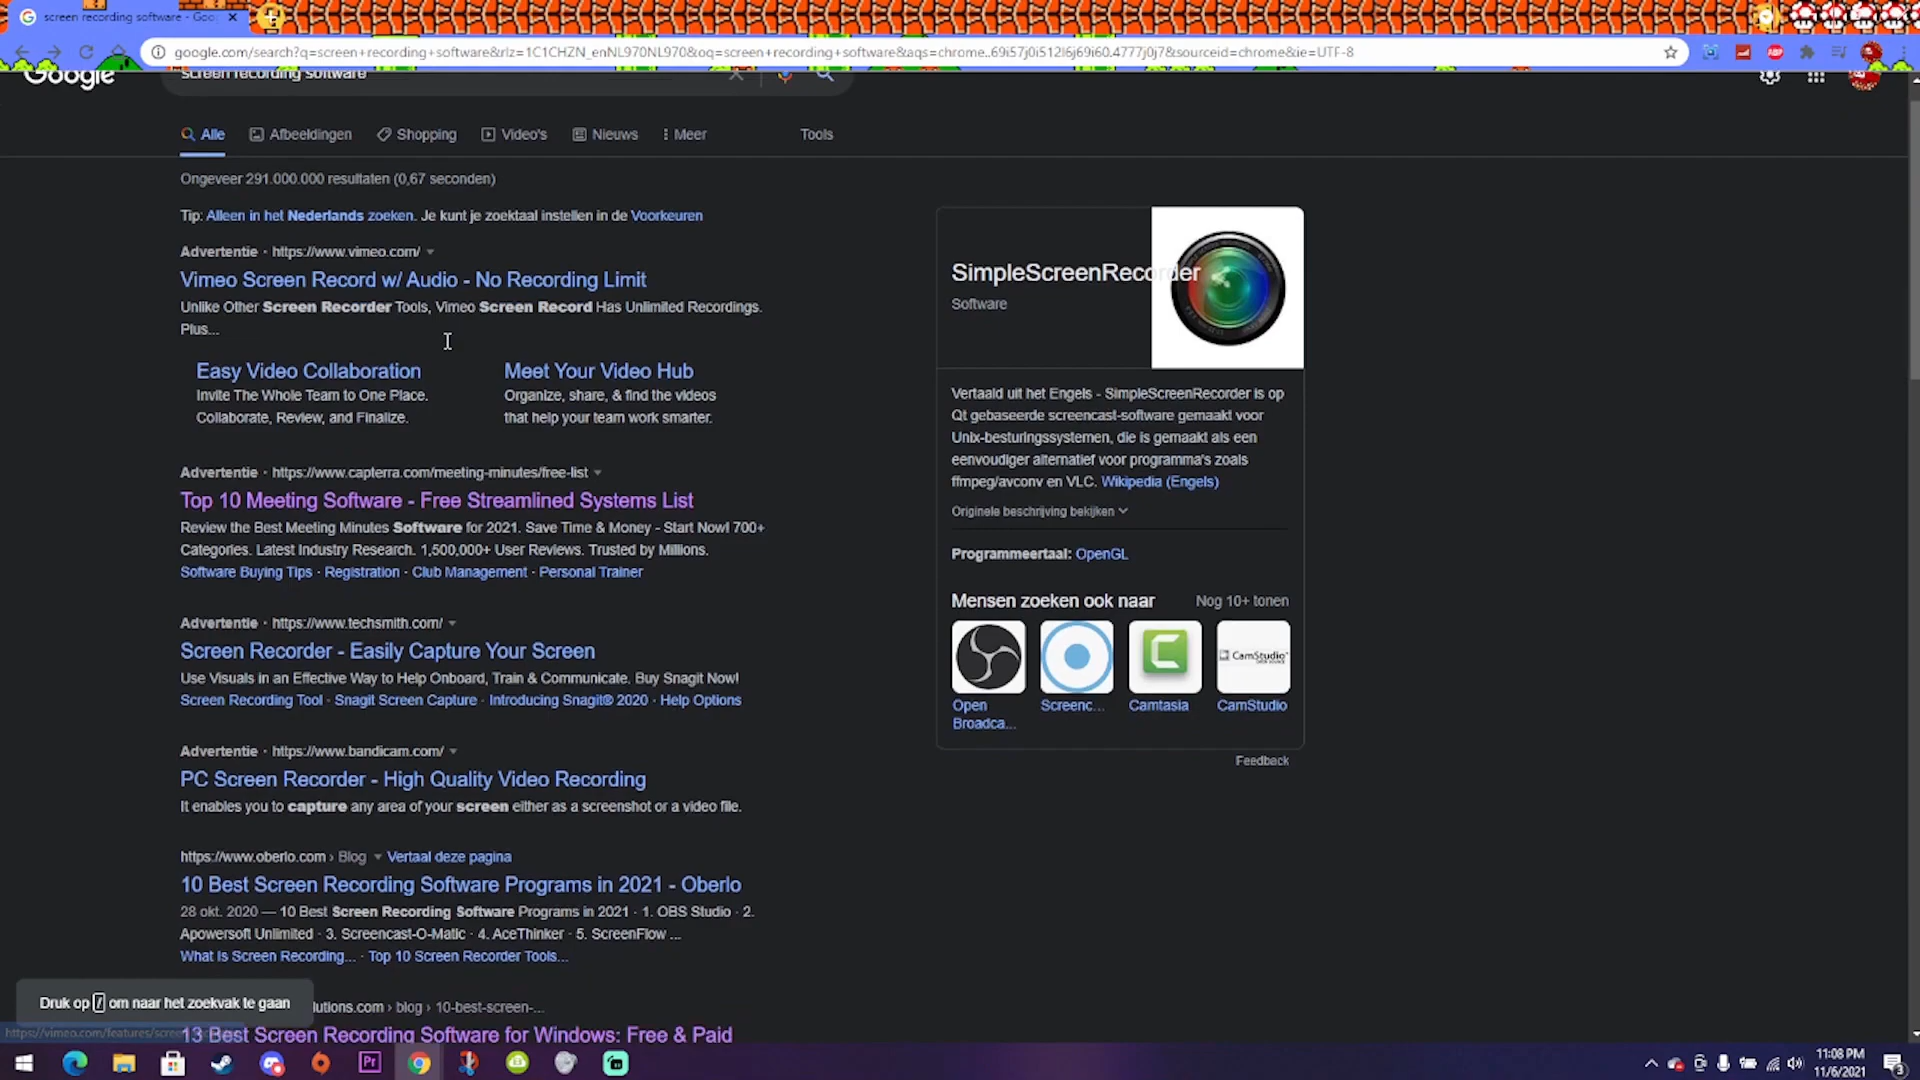 screen recording software - Goo
google.com/search?q=screen+recording+software&rlz=1C1CHZN_enNL970NL970&oq=screen+recording+software&aqs=chrome..69i57j0i512l6j69i60.4777j0j7&sourceid=chrome&ie=UTF-8
Google
screen recording software
Alle
Afbeeldingen
Shopping
Video's
Nieuws
Meer
Tools
Ongeveer 291.000.000 resultaten (0,67 seconden)
Tip: Alleen in het Nederlands zoeken. Je kunt je zoektaal instellen in de Voorkeuren
Advertentie · https://www.vimeo.com/
Vimeo Screen Record w/ Audio - No Recording Limit
Unlike Other Screen Recorder Tools, Vimeo Screen Record Has Unlimited Recordings.
Plus...
Easy Video Collaboration
Invite The Whole Team to One Place.
Collaborate, Review, and Finalize.
Meet Your Video Hub
Organize, share, & find the videos
that help your team work smarter.
Advertentie · https://www.capterra.com/meeting-minutes/free-list
Top 10 Meeting Software - Free Streamlined Systems List
Review the Best Meeting Minutes Software for 2021. Save Time & Money - Start Now! 700+
Categories. Latest Industry Research. 1,500,000+ User Reviews. Trusted by Millions.
Software Buying Tips · Registration · Club Management · Personal Trainer
Advertentie · https://www.techsmith.com/
Screen Recorder - Easily Capture Your Screen
Use Visuals in an Effective Way to Help Onboard, Train & Communicate. Buy Snagit Now!
Screen Recording Tool · Snagit Screen Capture · Introducing Snagit® 2020 · Help Options
Advertentie · https://www.bandicam.com/
PC Screen Recorder - High Quality Video Recording
It enables you to capture any area of your screen either as a screenshot or a video file.
https://www.oberlo.com › Blog
Vertaal deze pagina
10 Best Screen Recording Software Programs in 2021 - Oberlo
28 okt. 2020 — 10 Best Screen Recording Software Programs in 2021 · 1. OBS Studio · 2.
Apowersoft Unlimited · 3. Screencast-O-Matic · 4. AceThinker · 5. ScreenFlow ...
What Is Screen Recording... · Top 10 Screen Recorder Tools...
Druk op / om naar het zoekvak te gaan
lutions.com › blog › 10-best-screen-...
https://vimeo.com/features/scree
13 Best Screen Recording Software for Windows: Free & Paid
SimpleScreenRecorder
Software
Vertaald uit het Engels - SimpleScreenRecorder is op
Qt gebaseerde screencast-software gemaakt voor
Unix-besturingssystemen, die is gemaakt als een
eenvoudiger alternatief voor programma's zoals
ffmpeg/avconv en VLC. Wikipedia (Engels)
Originele beschrijving bekijken
Programmeertaal: OpenGL
Mensen zoeken ook naar
Nog 10+ tonen
CamStudio
Open
Broadca...
Screenc...
Camtasia
CamStudio
Feedback
Pr
11:08 PM
11/6/2021
3